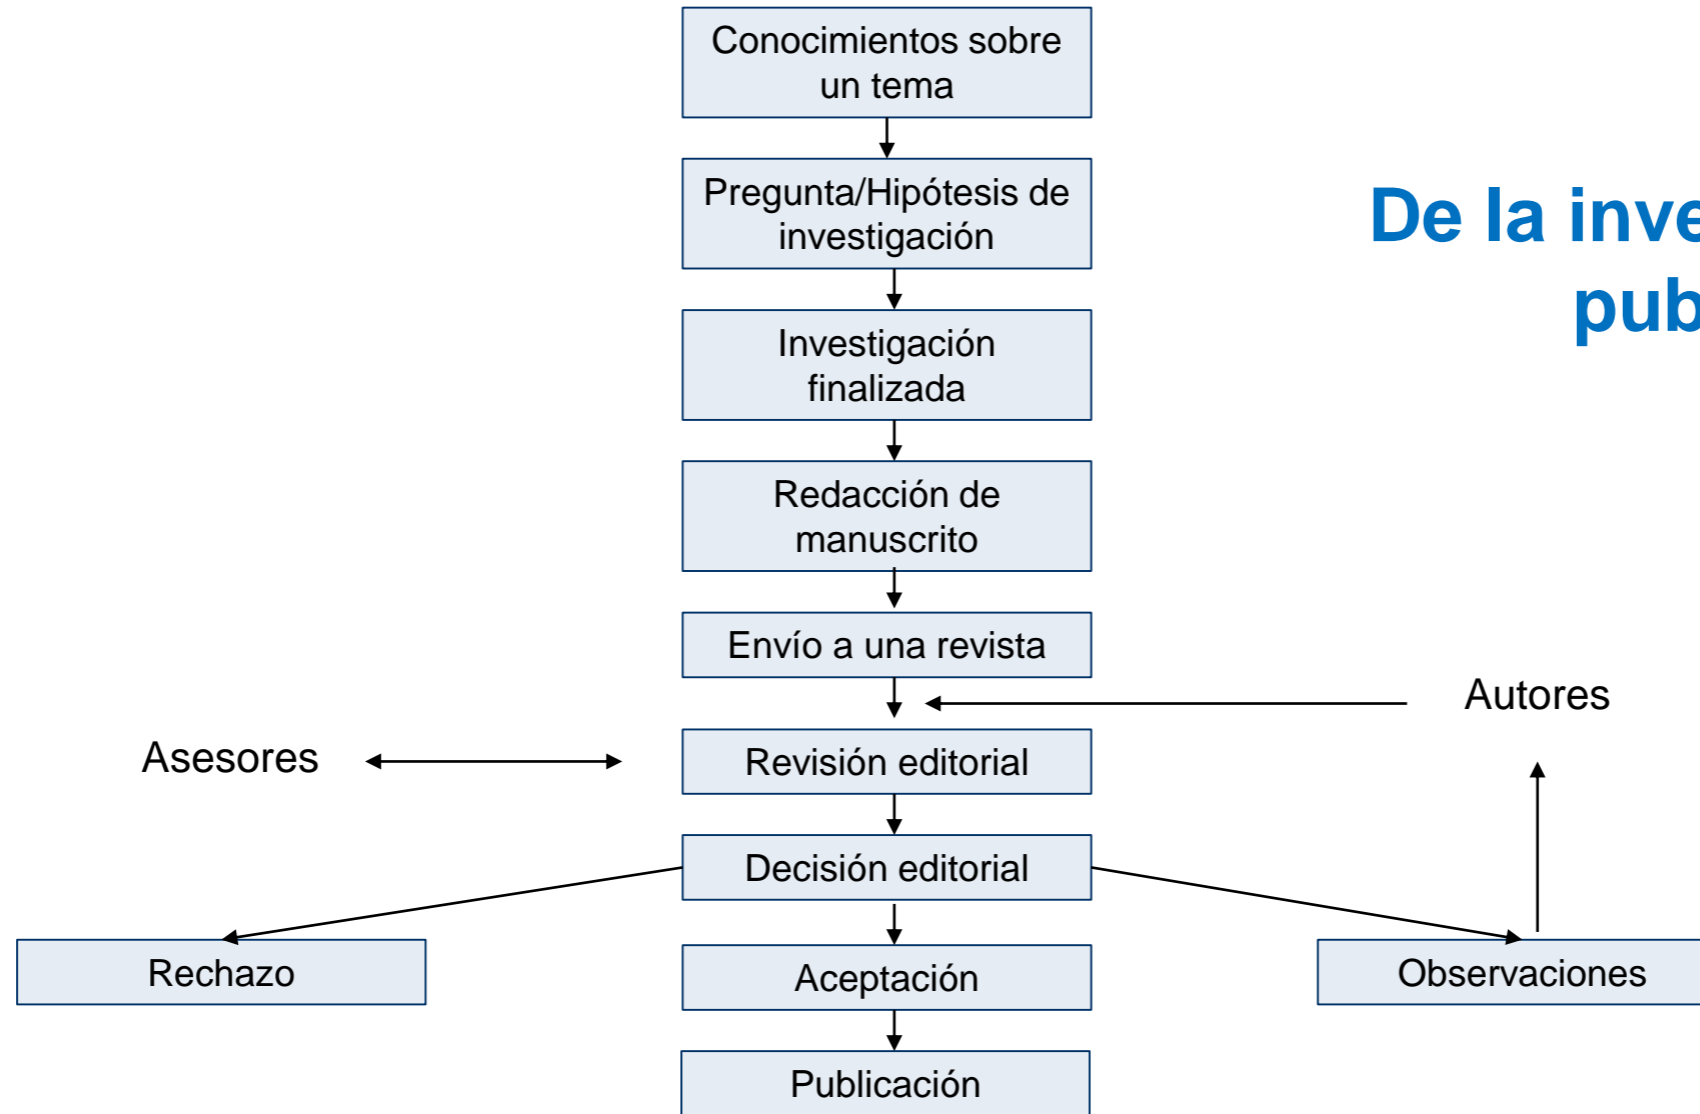 Conocimientos sobre
un tema
Pregunta/Hipótesis de
investigación
De la inve
pub
Investigación
finalizada
Redacción de
manuscrito
Envío a una revista
Autores
Asesores
Revisión editorial
Decisión editorial
Rechazo
Aceptación
Observaciones
Publicación